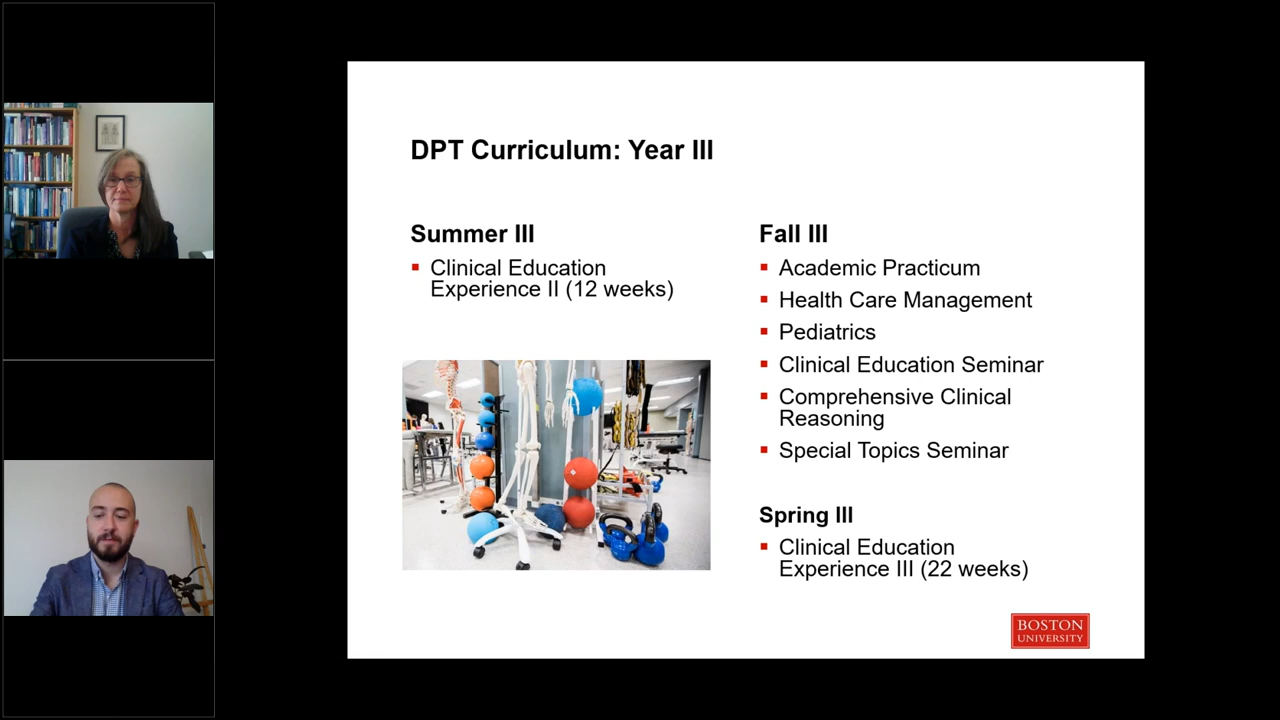 DPT Curriculum: Year III
Summer III
Clinical Education
Experience II (12 weeks)
Fall III
Academic Practicum
Health Care Management
Pediatrics
Clinical Education Seminar
Comprehensive Clinical
Reasoning
Special Topics Seminar
Spring III
Clinical Education
Experience III (22 weeks)
BOSTON
UNIVERSITY